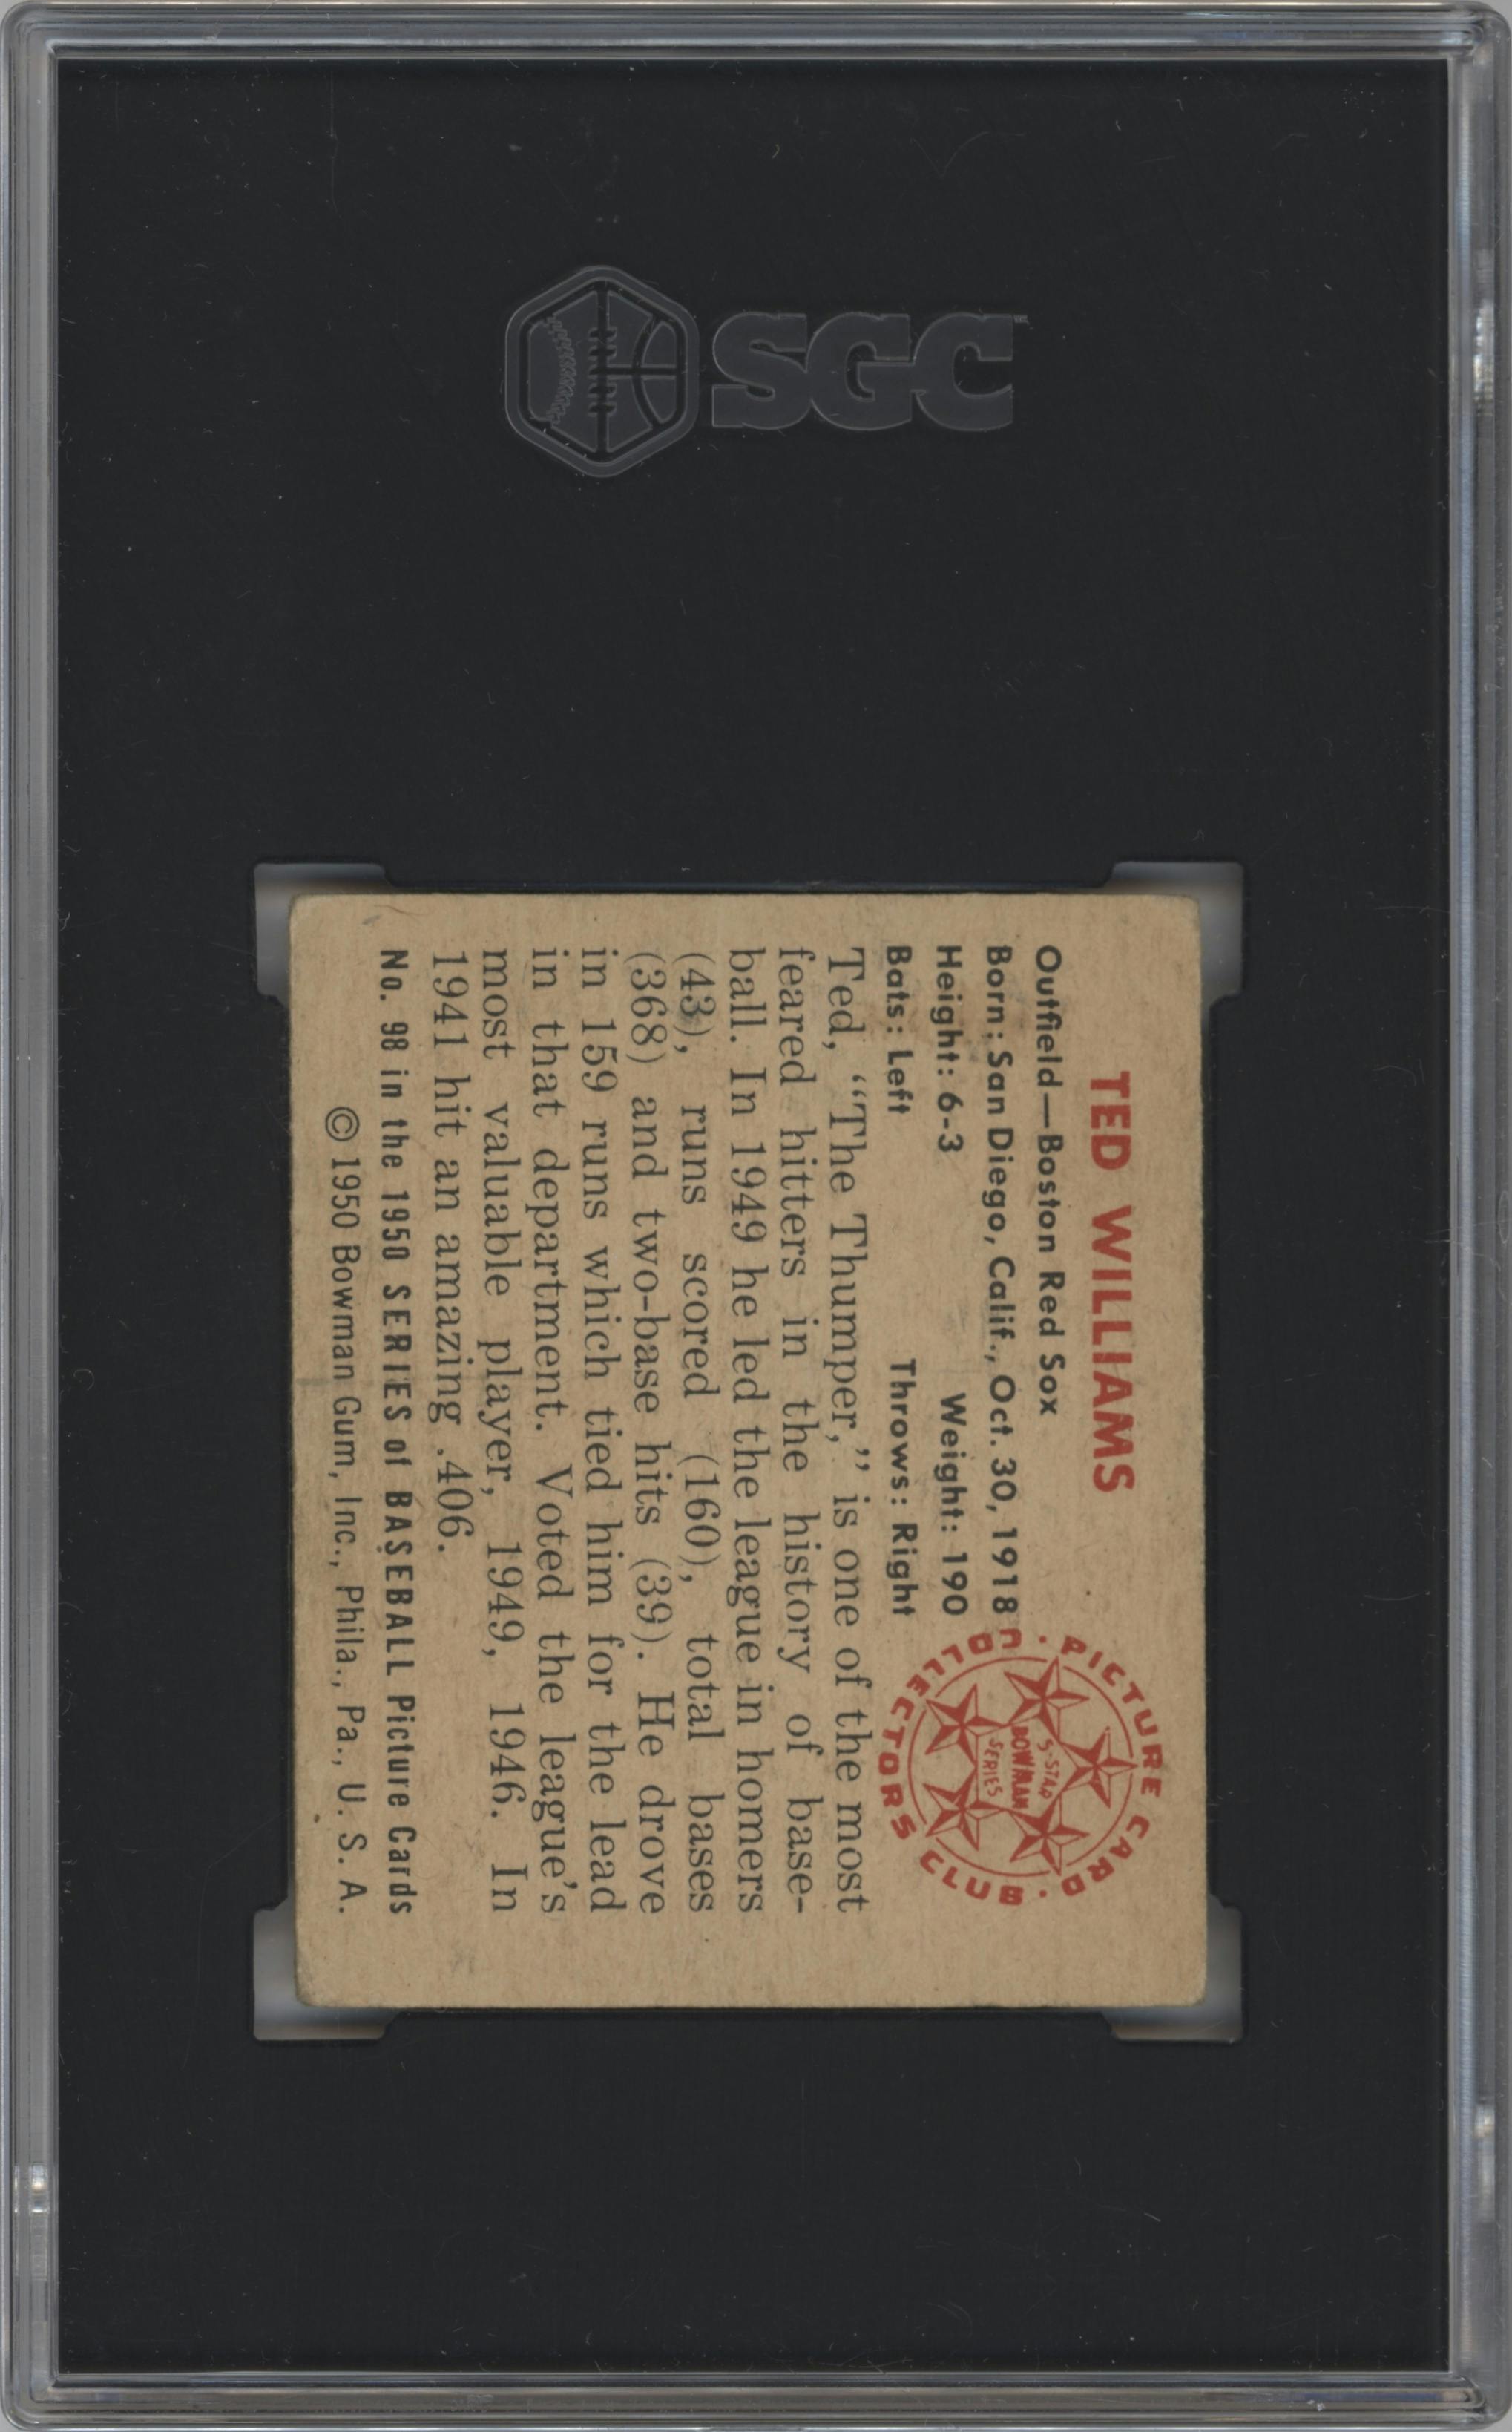 SGC
TED WILLIAMS
Outfield—Boston Red Sox
Born: San Diego, Calif., Oct. 30, 1918
Height: 6-3 Weight: 190
Bats: Left Throws: Right
PICTURE CARD · COLLECTORS CLUB ·
5-STAR
BOWMAN
SERIES
Ted, “The Thumper,” is one of the most
feared hitters in the history of base-
ball. In 1949 he led the league in homers
(43), runs scored (160), total bases
(368) and two-base hits (39). He drove
in 159 runs which tied him for the lead
in that department. Voted the league's
most valuable player, 1949, 1946. In
1941 hit an amazing .406.
No. 98 in the 1950 SERIES of BASEBALL Picture Cards
© 1950 Bowman Gum, Inc., Phila., Pa., U. S. A.